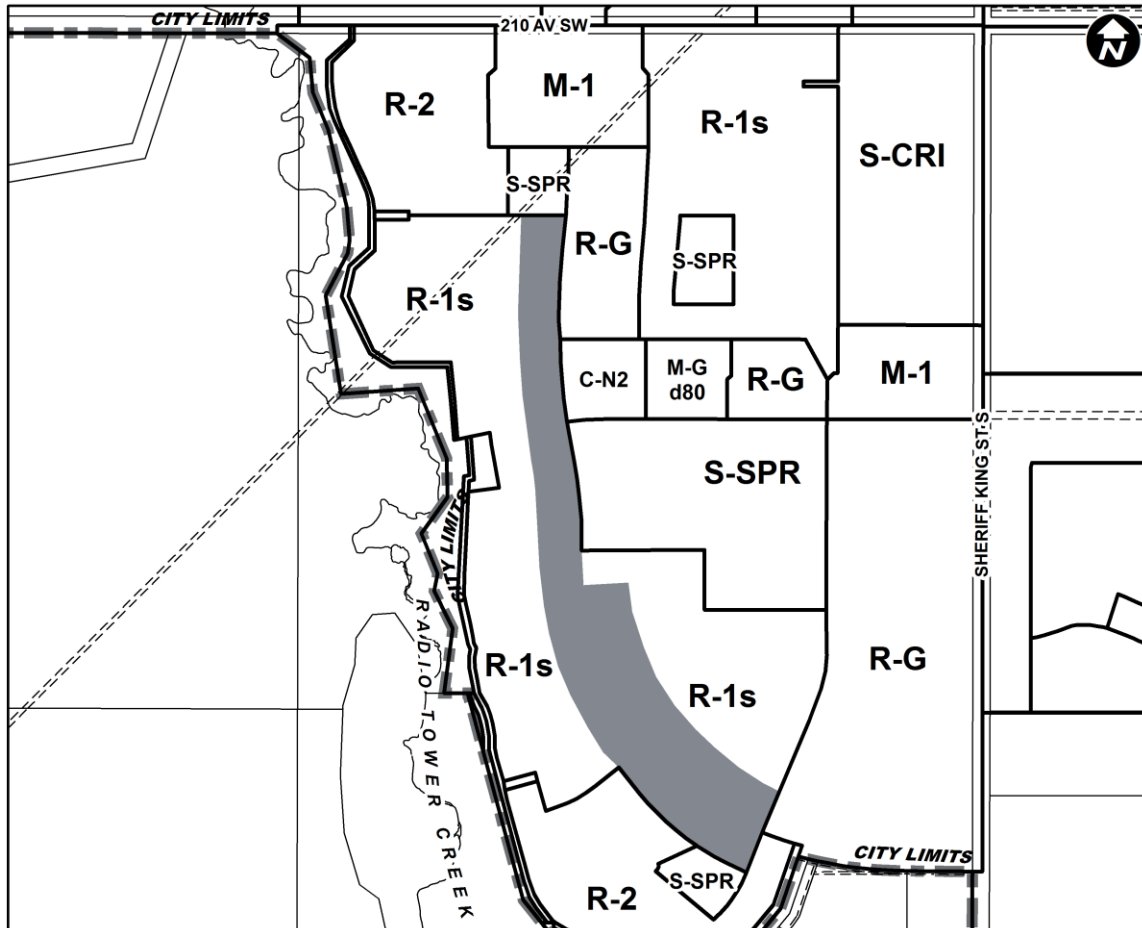 CITY LIMITS
210 AV SW
N
R-2
M-1
R-1s
S-CRI
S-SPR
R-G
S-SPR
R-1s
C-N2
M-G
d80
R-G
M-1
S-SPR
SHERIFF KING ST S
CITY LIMITS
RADIO TOWER CREEK
R-1s
R-1s
R-G
CITY LIMITS
S-SPR
R-2